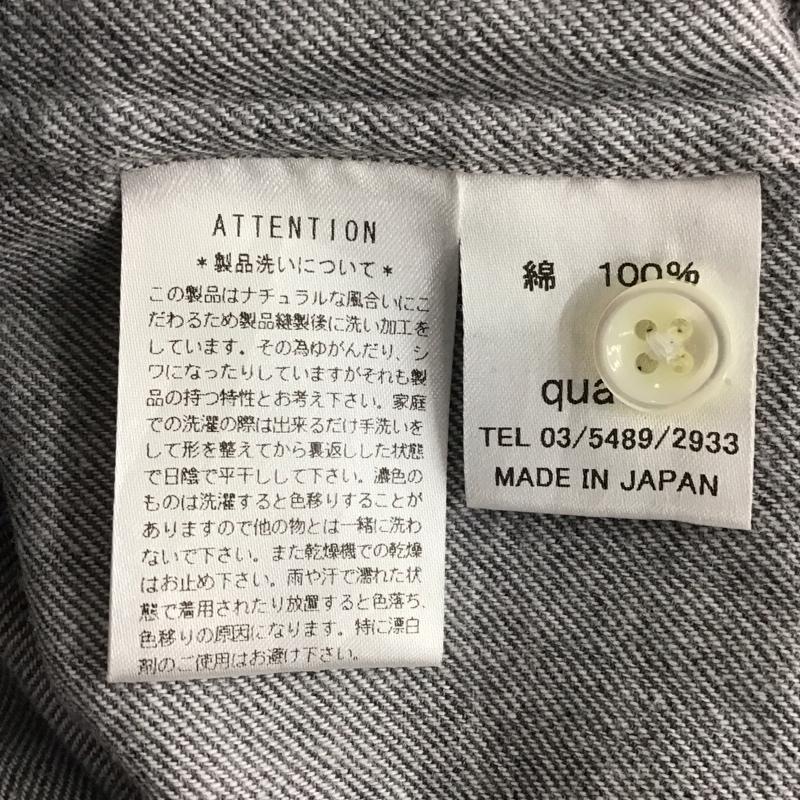 ATTENTION
*製品洗いについて*
この製品はナチュラルな風合いにこ
だわるため製品縫製後に洗い加工を
しています。その為ゆがんだり、シ
ワになったりしていますがそれも製
品の持つ特性とお考え下さい。家庭
での洗濯の際は出来るだけ手洗いを
して形を整えてから裏返しした状態
で日陰で平干しして下さい。濃色の
ものは洗濯すると色移りすることが
ありますので他の物とは一緒に洗わ
ないで下さい。また乾燥機での乾燥
はお止め下さい。雨や汗で濡れた状
態で着用されたり放置すると色落ち、
色移りの原因になります。特に漂白
剤のご使用はお避け下さい。
綿 100%
TEL 03/5489/2933
MADE IN JAPAN